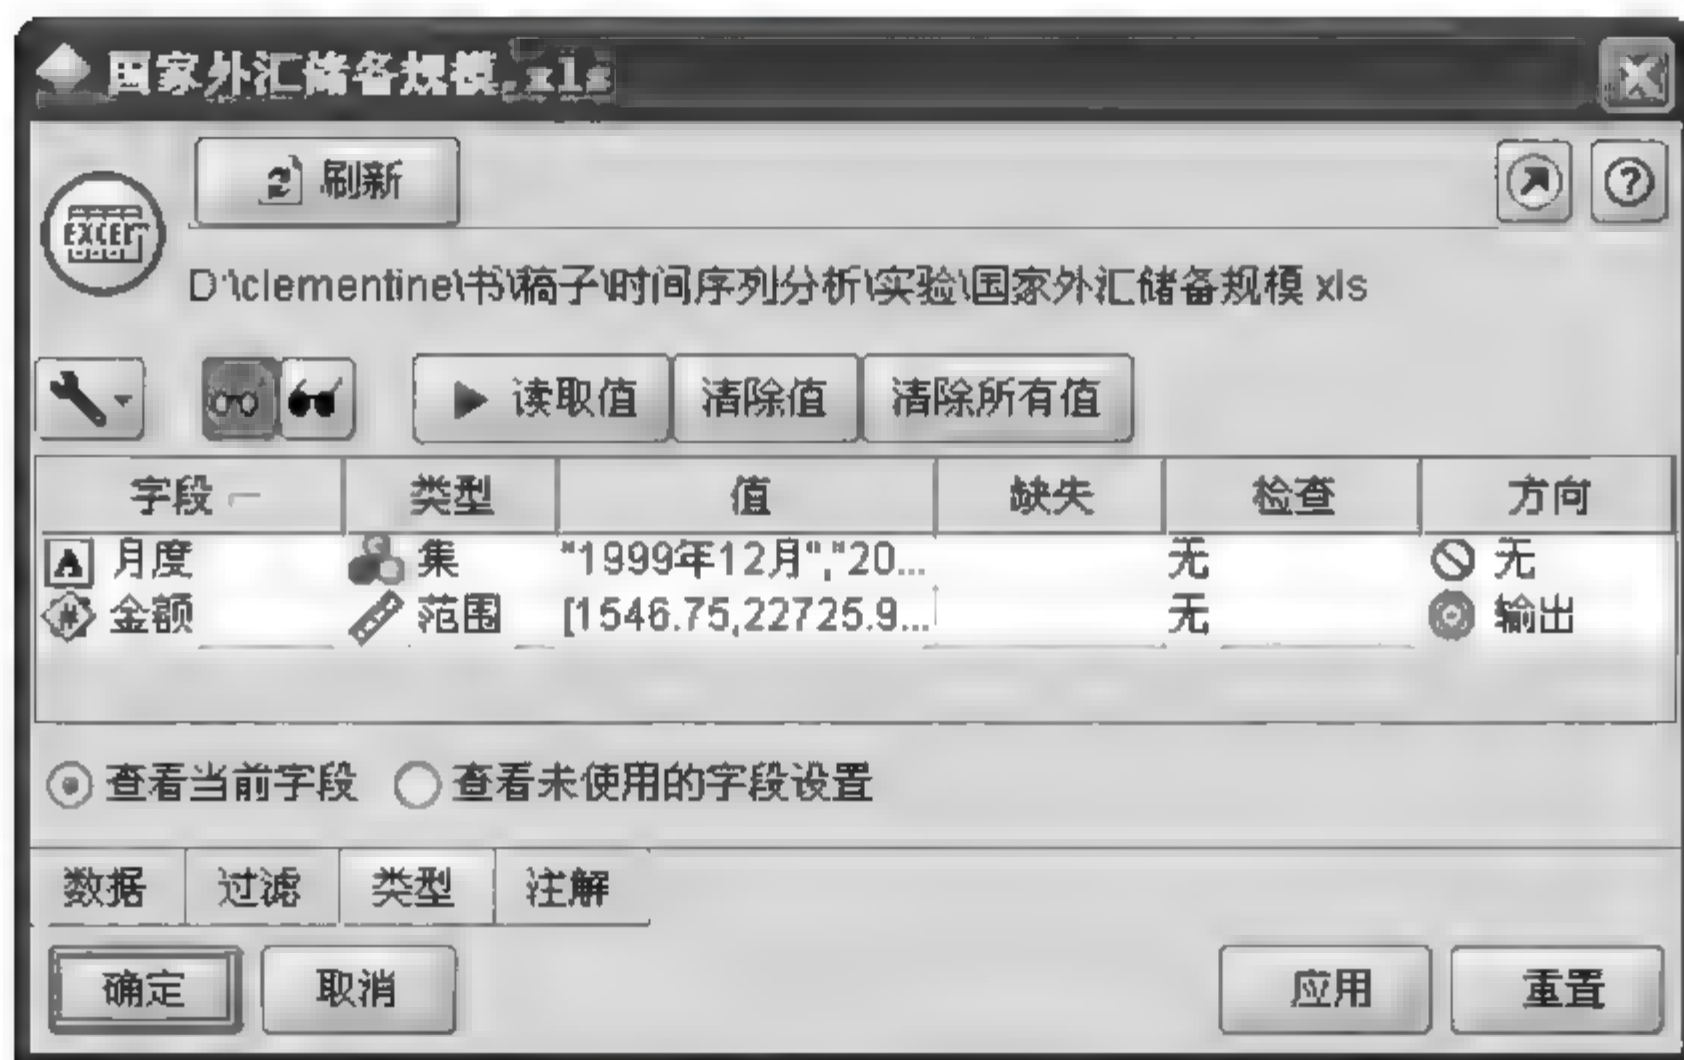 国家外汇储备规模.xls
刷新
EXCEL
D:\clementine\书\稿子\时间序列分析\实验\国家外汇储备规模 xls
读取值 清除值 清除所有值
字段 类型 值 缺失 检查 方向
A 月度 集 "1999年12月","20... 无 无
# 金额 范围 [1546.75,22725.9... 无 输出
查看当前字段 查看未使用的字段设置
数据 过滤 类型 注解
确定 取消 应用 重置